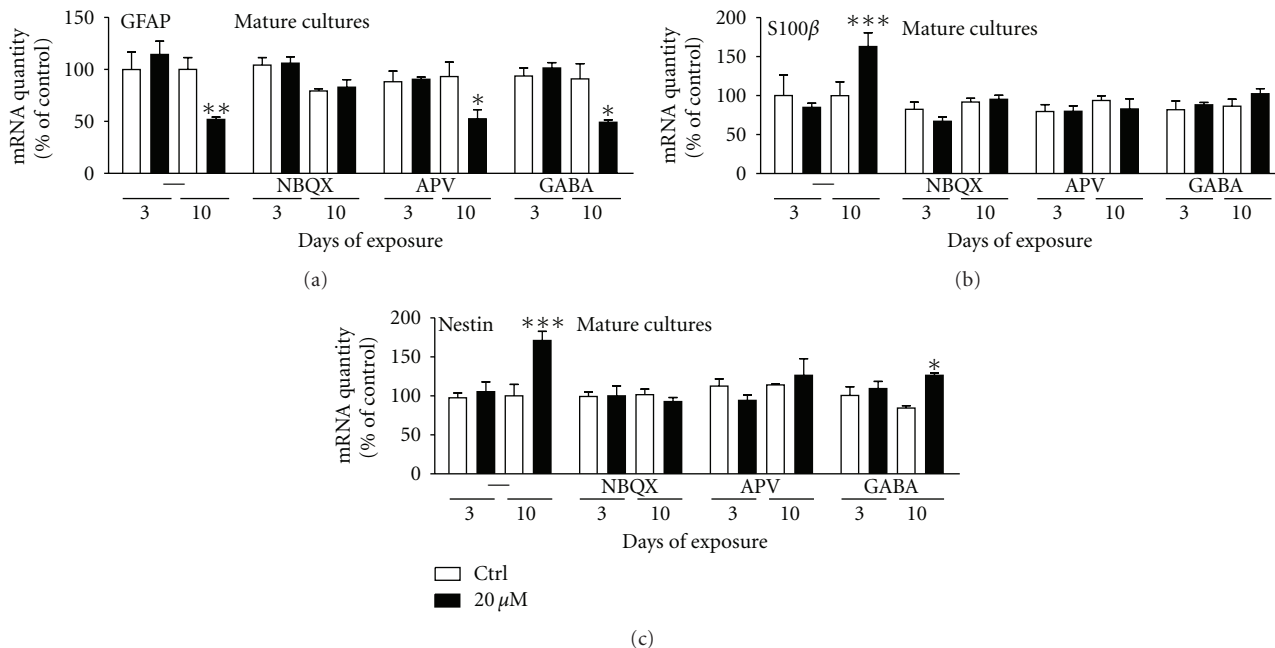 GFAP Mature cultures
mRNA quantity
(% of control)
150
100
50
0
**
*
*
— NBQX APV GABA
3 10 3 10 3 10 3 10
Days of exposure
(a)
S100β Mature cultures
mRNA quantity
(% of control)
200
150
100
50
0
***
— NBQX APV GABA
3 10 3 10 3 10 3 10
Days of exposure
(b)
Nestin Mature cultures
mRNA quantity
(% of control)
200
150
100
50
0
***
*
— NBQX APV GABA
3 10 3 10 3 10 3 10
Days of exposure
Ctrl
20 μM
(c)